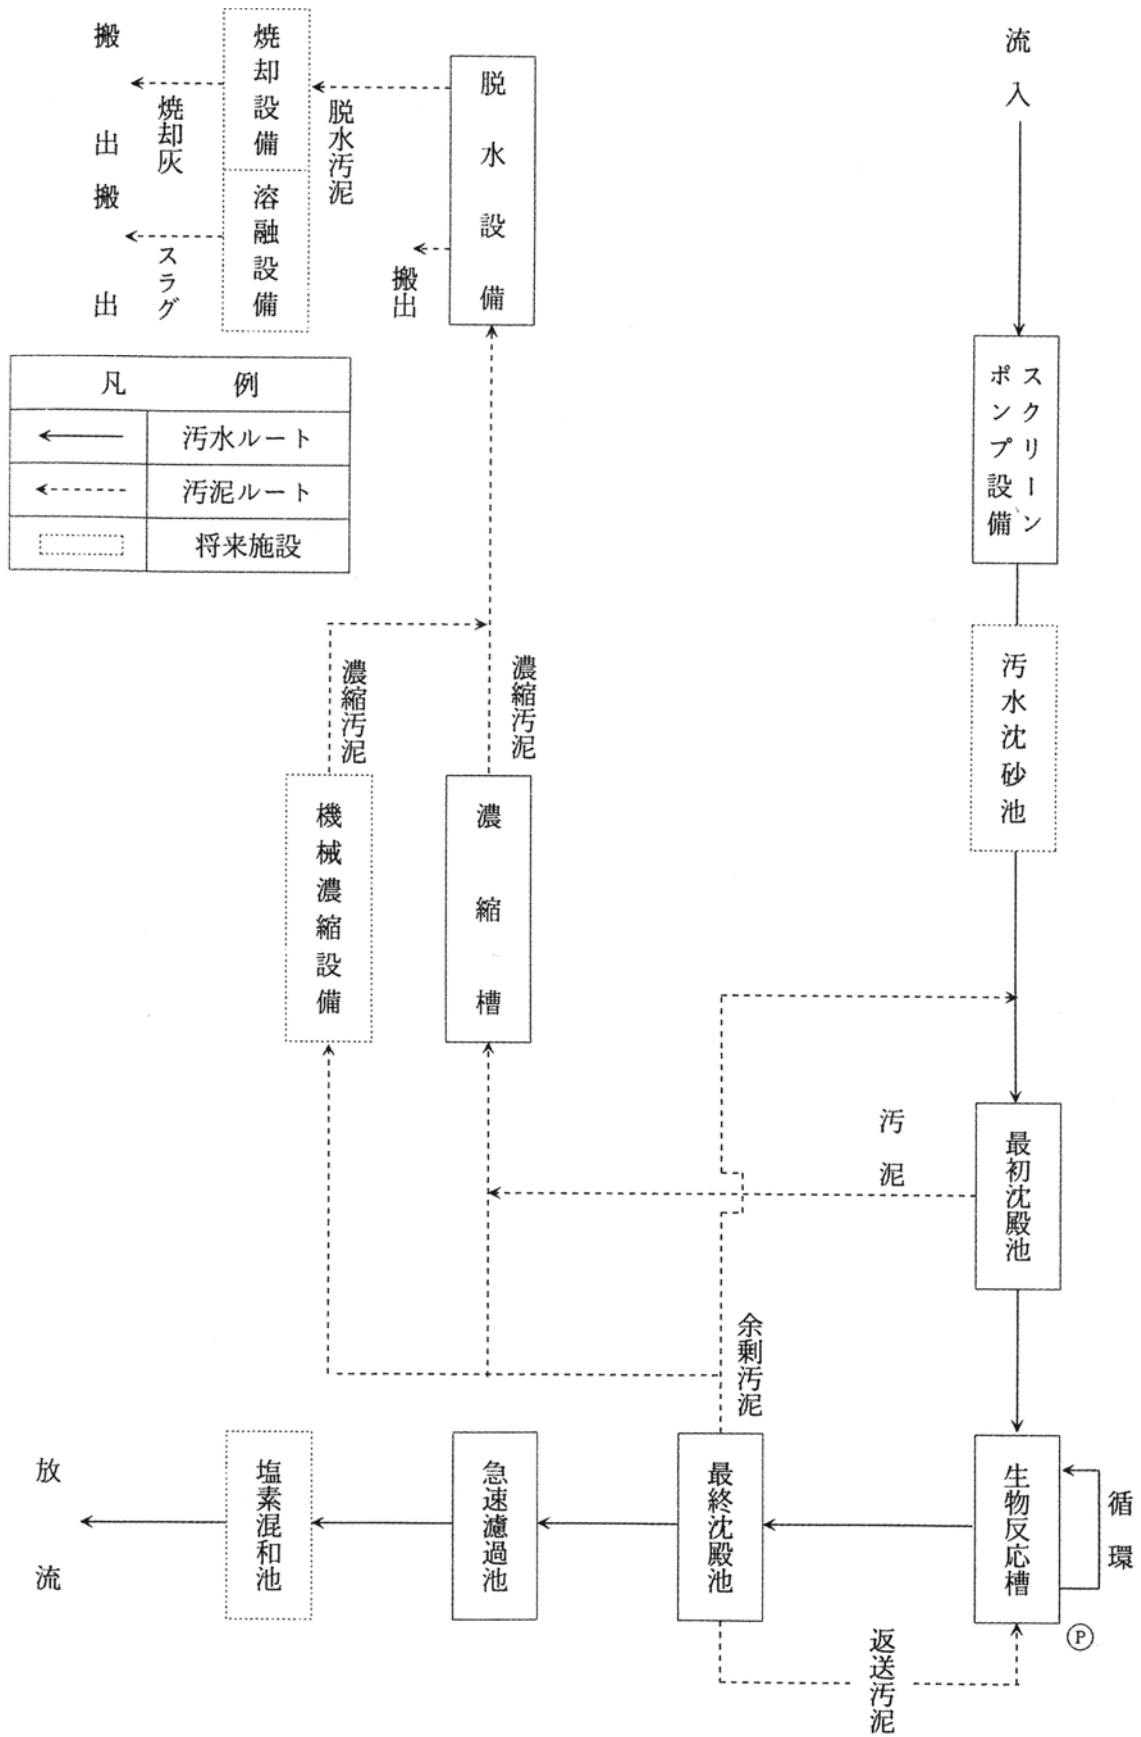 流入
スクリーン
ポンプ設備
汚水沈砂池
最初沈殿池
汚泥
生物反応槽
循環
P
返送汚泥
最終沈殿池
余剰汚泥
急速濾過池
塩素混和池
放流
濃縮槽
濃縮汚泥
機械濃縮設備
濃縮汚泥
脱水設備
搬出
脱水汚泥
焼却設備
焼却灰
搬出
溶融設備
スラグ
搬出
凡例
汚水ルート
汚泥ルート
将来施設